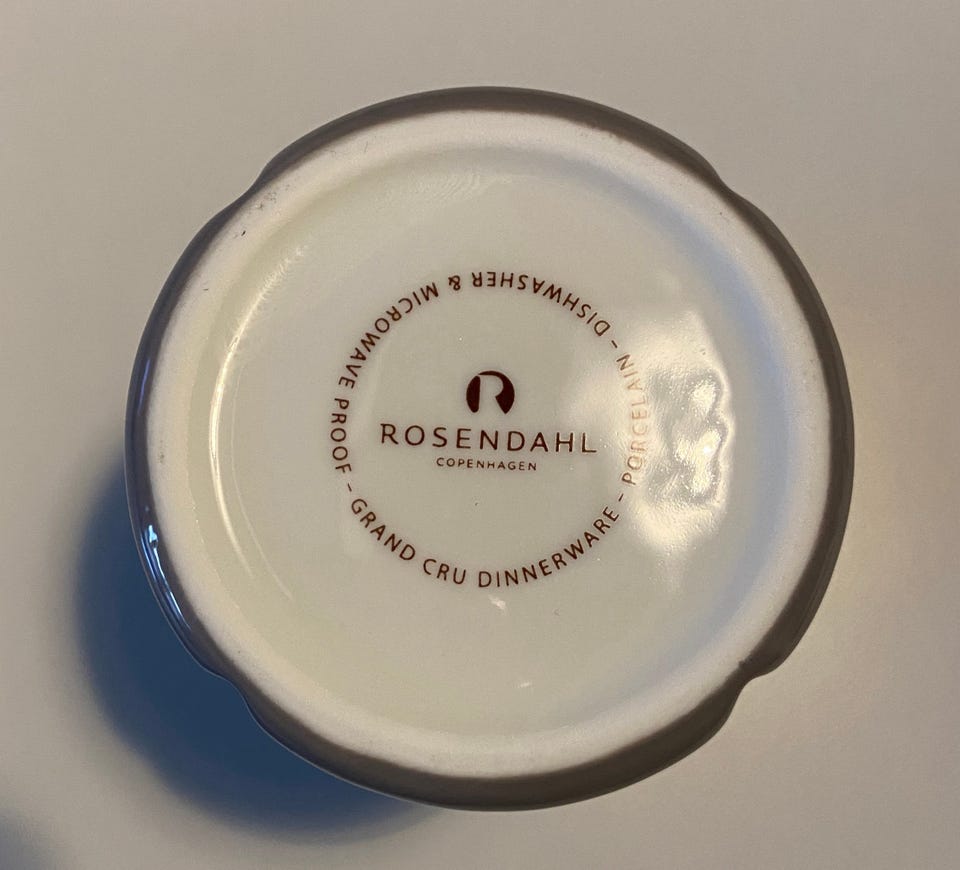 R
ROSENDAHL
COPENHAGEN
GRAND CRU DINNERWARE – PORCELAIN – DISHWASHER & MICROWAVE PROOF –